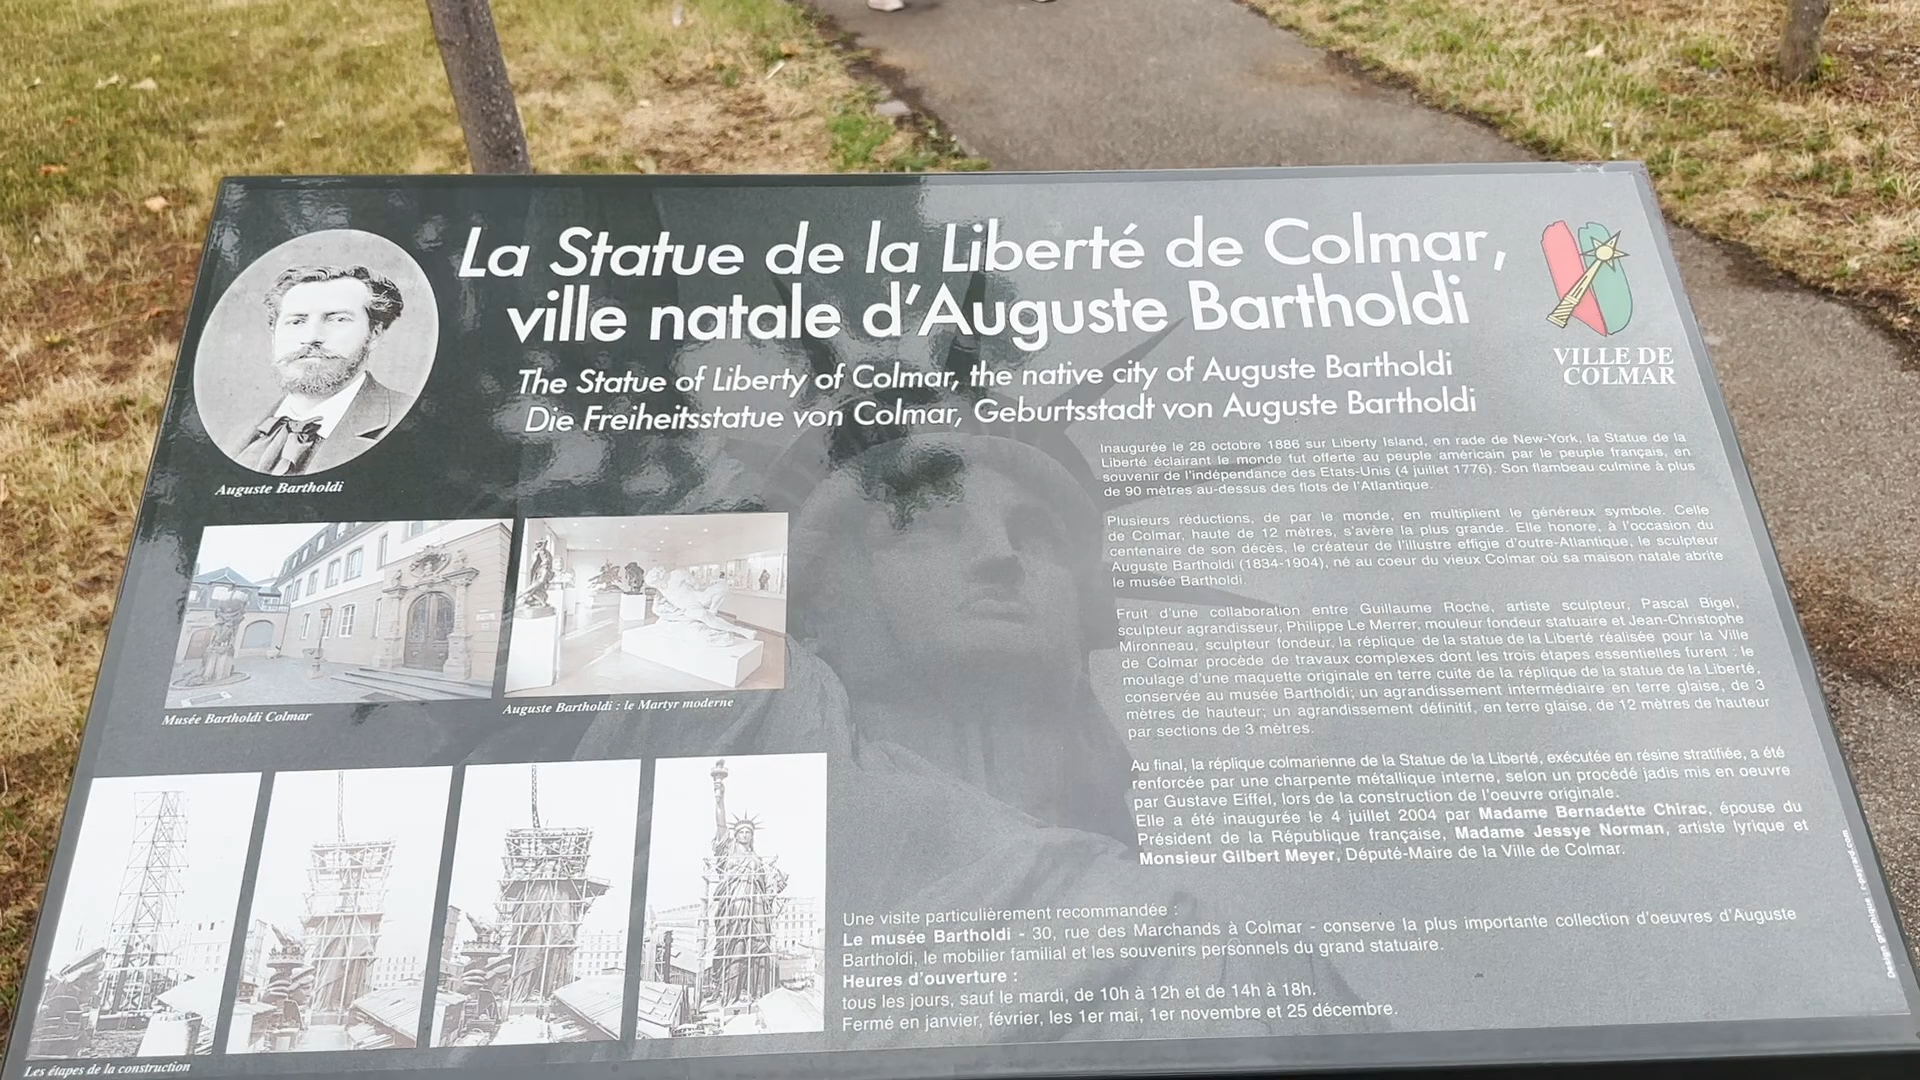 La Statue de la Liberté de Colmar,
ville natale d'Auguste Bartholdi
The Statue of Liberty of Colmar, the native city of Auguste Bartholdi
Die Freiheitsstatue von Colmar, Geburtsstadt von Auguste Bartholdi
VILLE DE
COLMAR
Auguste Bartholdi
Musée Bartholdi Colmar
Auguste Bartholdi : le Martyr moderne
Les étapes de la construction
Inaugurée le 28 octobre 1886 sur Liberty Island, en rade de New-York, la Statue de la
Liberté éclairant le monde fut offerte au peuple américain par le peuple français, en
souvenir de l'indépendance des Etats-Unis (4 juillet 1776). Son flambeau culmine à plus
de 90 mètres au-dessus des flots de l'Atlantique.
Plusieurs réductions, de par le monde, en multiplient le généreux symbole. Celle
de Colmar, haute de 12 mètres, s'avère la plus grande. Elle honore, à l'occasion du
centenaire de son décès, le créateur de l'illustre effigie d'outre-Atlantique, le sculpteur
Auguste Bartholdi (1834-1904), né au coeur du vieux Colmar où sa maison natale abrite
le musée Bartholdi.
Fruit d'une collaboration entre Guillaume Roche, artiste sculpteur, Pascal Bigel,
sculpteur agrandisseur, Philippe Le Merrer, mouleur fondeur statuaire et Jean-Christophe
Mironneau, sculpteur fondeur, la réplique de la statue de la Liberté réalisée pour la Ville
de Colmar procède de travaux complexes dont les trois étapes essentielles furent : le
moulage d'une maquette originale en terre cuite de la réplique de la statue de la Liberté,
conservée au musée Bartholdi; un agrandissement intermédiaire en terre glaise, de 3
mètres de hauteur; un agrandissement définitif, en terre glaise, de 12 mètres de hauteur
par sections de 3 mètres.
Au final, la réplique colmarienne de la Statue de la Liberté, exécutée en résine stratifiée, a été
renforcée par une charpente métallique interne, selon un procédé jadis mis en oeuvre
par Gustave Eiffel, lors de la construction de l'oeuvre originale.
Elle a été inaugurée le 4 juillet 2004 par Madame Bernadette Chirac, épouse du
Président de la République française, Madame Jessye Norman, artiste lyrique et
Monsieur Gilbert Meyer, Député-Maire de la Ville de Colmar.
Une visite particulièrement recommandée :
Le musée Bartholdi - 30, rue des Marchands à Colmar - conserve la plus importante collection d'oeuvres d'Auguste
Bartholdi, le mobilier familial et les souvenirs personnels du grand statuaire.
Heures d'ouverture :
tous les jours, sauf le mardi, de 10h à 12h et de 14h à 18h.
Fermé en janvier, février, les 1er mai, 1er novembre et 25 décembre.
Design graphique :